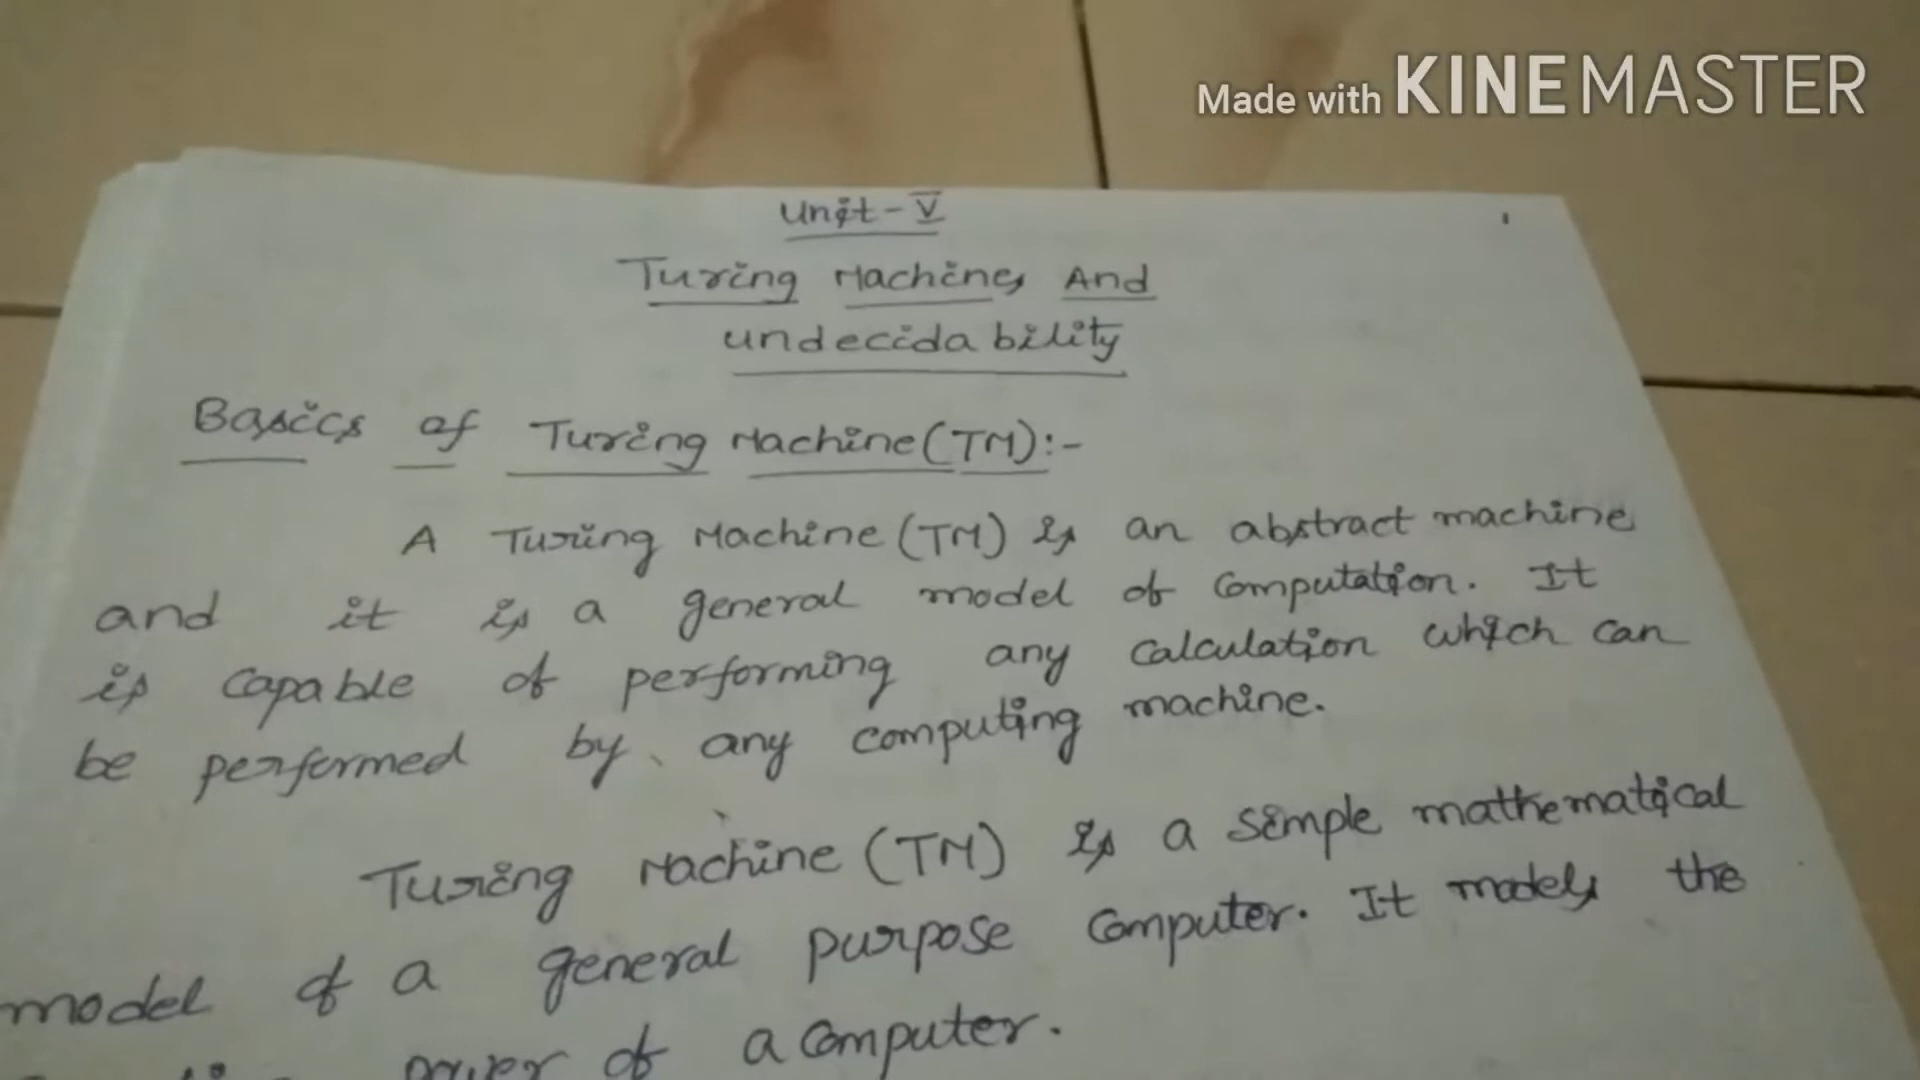 Made with KINEMASTER
Unit-V
Turing Machines And
undecidability
Basics of Turing Machine (TM):-
A Turing Machine (TM) is an abstract machine
and it is a general model of computation. It
is capable of performing any calculation which can
be performed by any computing machine.
Turing Machine (TM) is a simple mathematical
model of a general purpose computer. It models the
power of a computer.